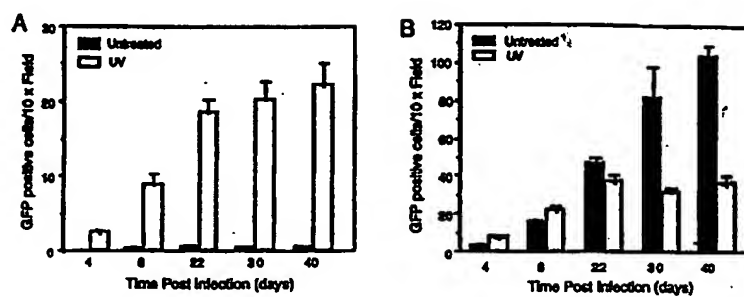 A
Untreated
UV
GFP positive cells/10 x Field
30
20
10
0
4 8 22 30 40
Time Post Infection (days)
B
Untreated
UV
GFP positive cells/10 x Field
120
100
80
60
40
20
0
4 8 22 30 40
Time Post Infection (days)